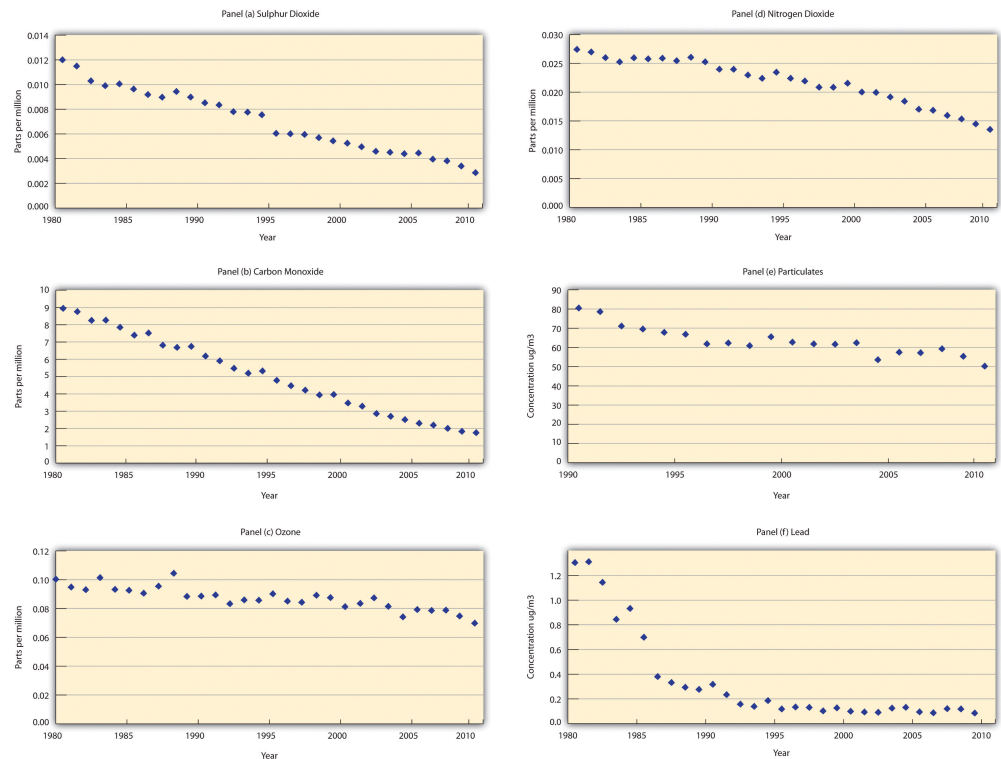 Panel (a) Sulphur Dioxide
0.014
0.012
0.010
0.008
0.006
0.004
0.002
0.000
Parts per million
1980 1985 1990 1995 2000 2005 2010
Year
Panel (b) Carbon Monoxide
10
9
8
7
6
5
4
3
2
1
0
Parts per million
1980 1985 1990 1995 2000 2005 2010
Year
Panel (c) Ozone
0.12
0.10
0.08
0.06
0.04
0.02
0.00
Parts per million
1980 1985 1990 1995 2000 2005 2010
Year
Panel (d) Nitrogen Dioxide
0.030
0.025
0.020
0.015
0.010
0.005
0.000
Parts per million
1980 1985 1990 1995 2000 2005 2010
Year
Panel (e) Particulates
90
80
70
60
50
40
30
20
10
0
Concentration ug/m3
1990 1995 2000 2005 2010
Year
Panel (f) Lead
1.2
1.0
0.8
0.6
0.4
0.2
0.0
Concentration ug/m3
1980 1985 1990 1995 2000 2005 2010
Year